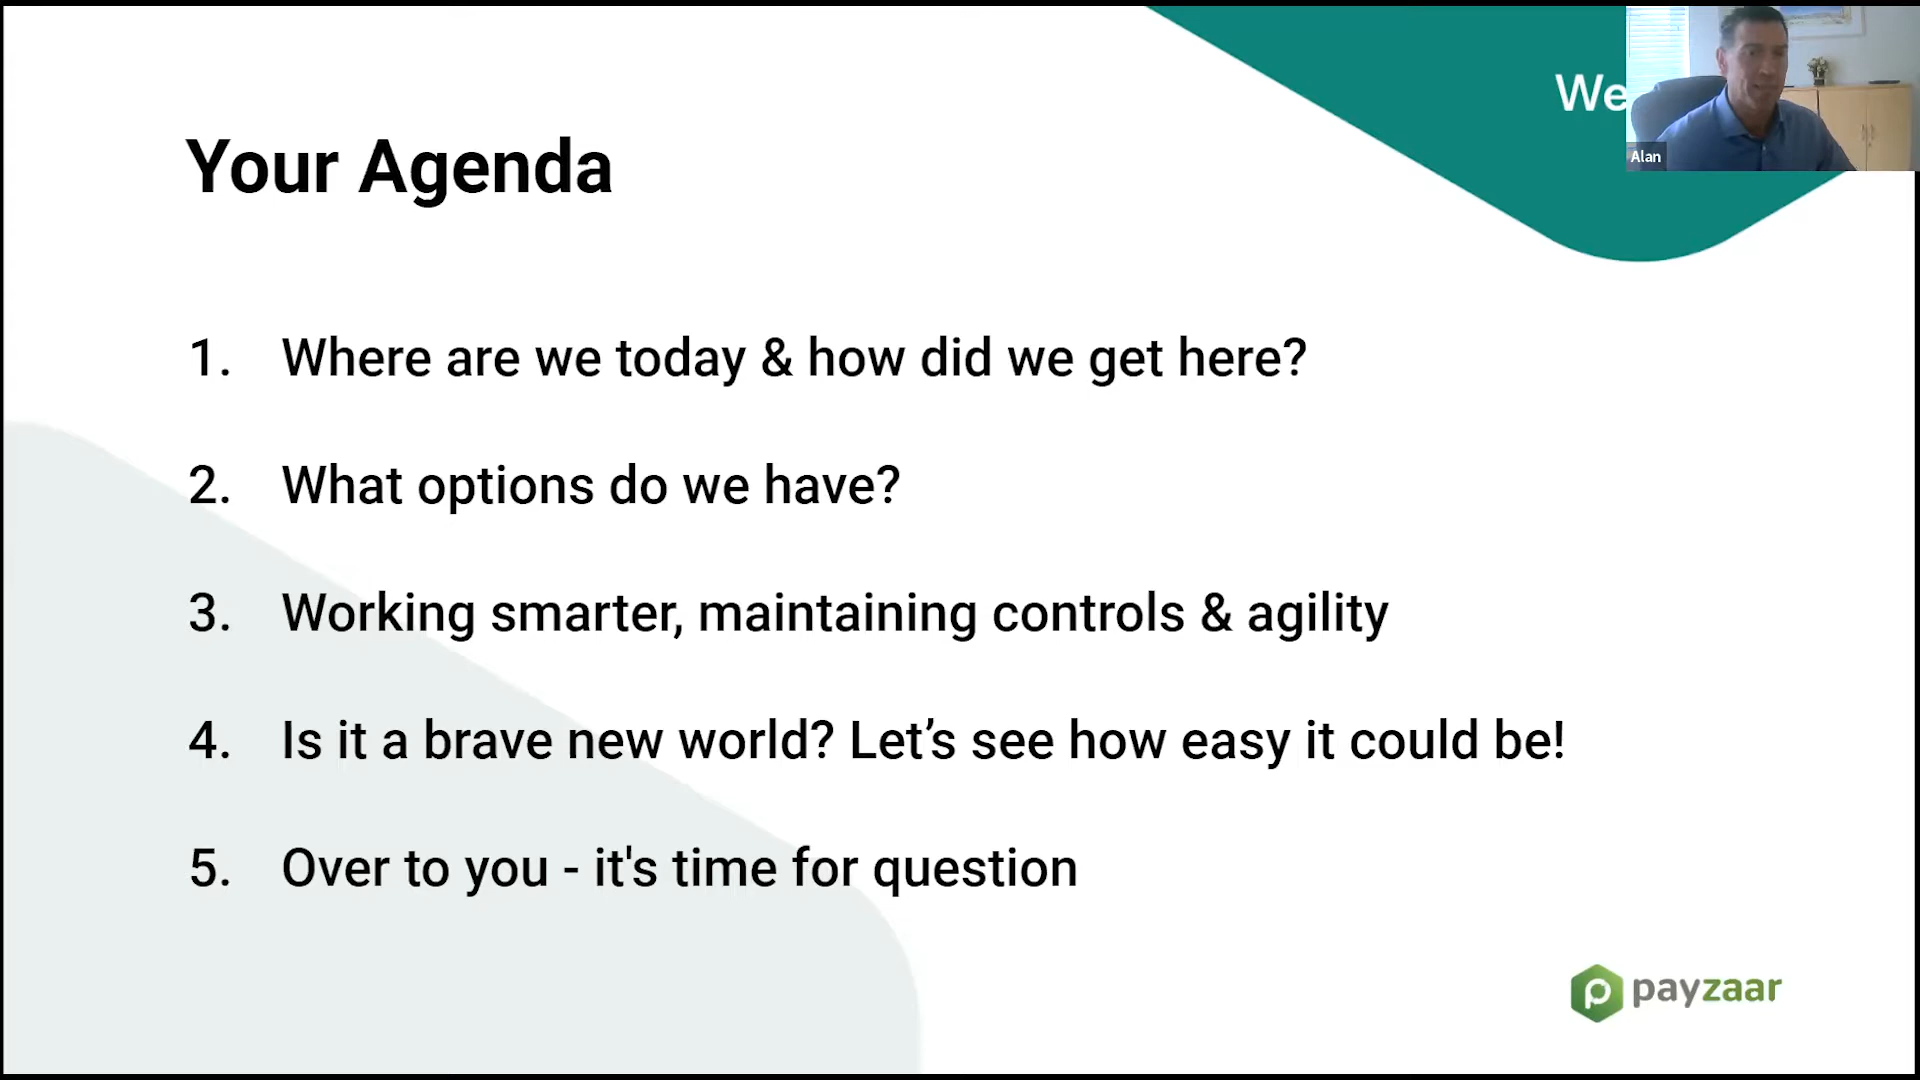 We
Alan
Your Agenda
1. Where are we today & how did we get here?
2. What options do we have?
3. Working smarter, maintaining controls & agility
4. Is it a brave new world? Let’s see how easy it could be!
5. Over to you - it's time for question
payzaar